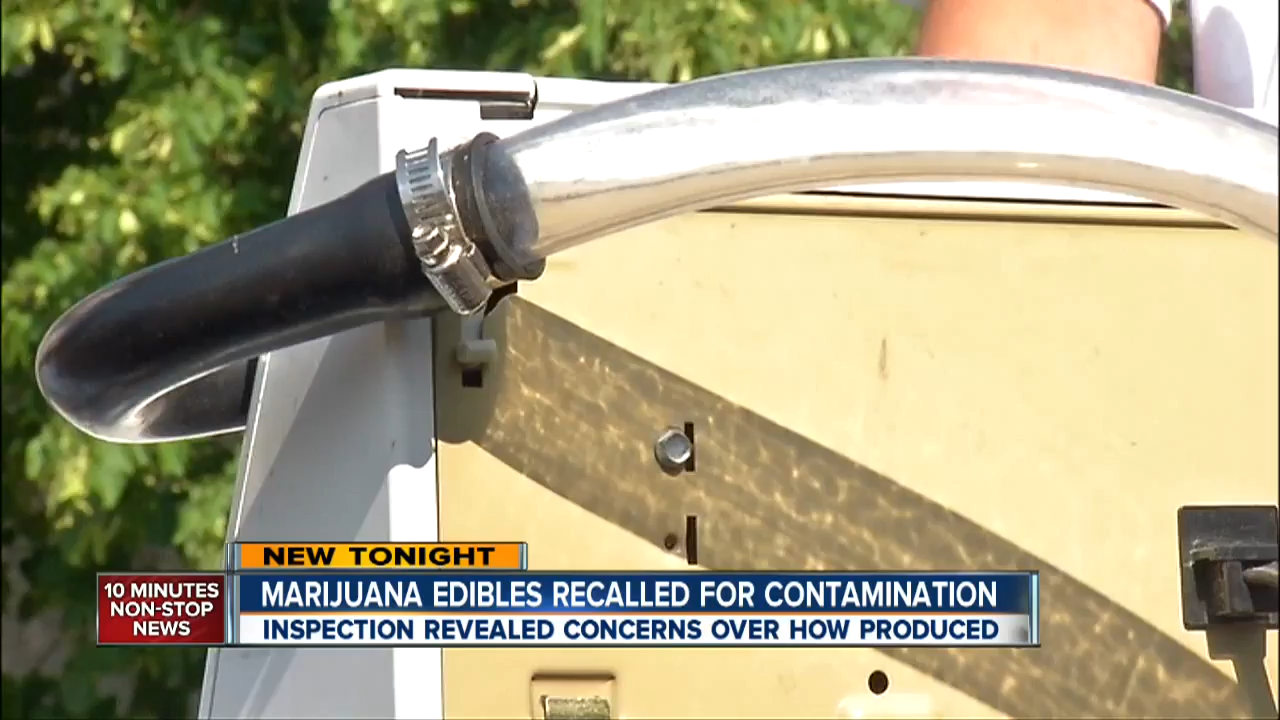 NEW TONIGHT
10 MINUTES
NON-STOP
NEWS
MARIJUANA EDIBLES RECALLED FOR CONTAMINATION
INSPECTION REVEALED CONCERNS OVER HOW PRODUCED